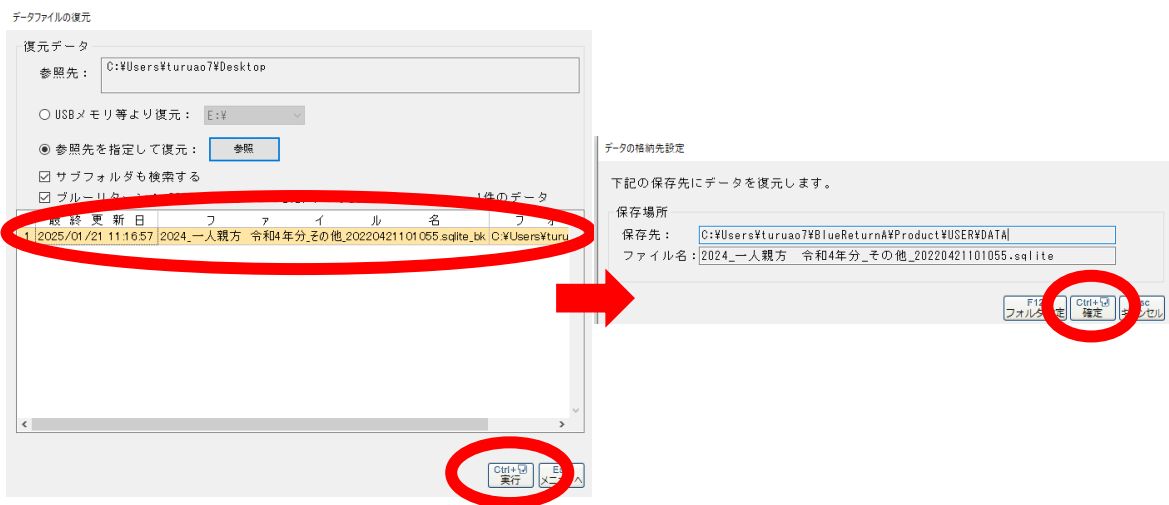 データファイルの復元
復元データ
参照先：
C:¥Users¥turuao7¥Desktop
USBメモリ等より復元：
E:¥
参照先を指定して復元：
参照
サブフォルダも検索する
1件のデータ
最 終 更 新 日 フ ァ イ ル 名 フ
1 2025/01/21 11:16:57 2024_一人親方 令和4年分_その他_20220421101055.sqlite_bk C:¥Users¥turu
Ctrl+
実行
データの格納先設定
下記の保存先にデータを復元します。
保存場所
保存先：
C:¥Users¥turuao7¥BlueReturnA¥Product¥USER¥DATA
ファイル名：
2024_一人親方 令和4年分_その他_20220421101055.sqlite
Ctrl+
確定